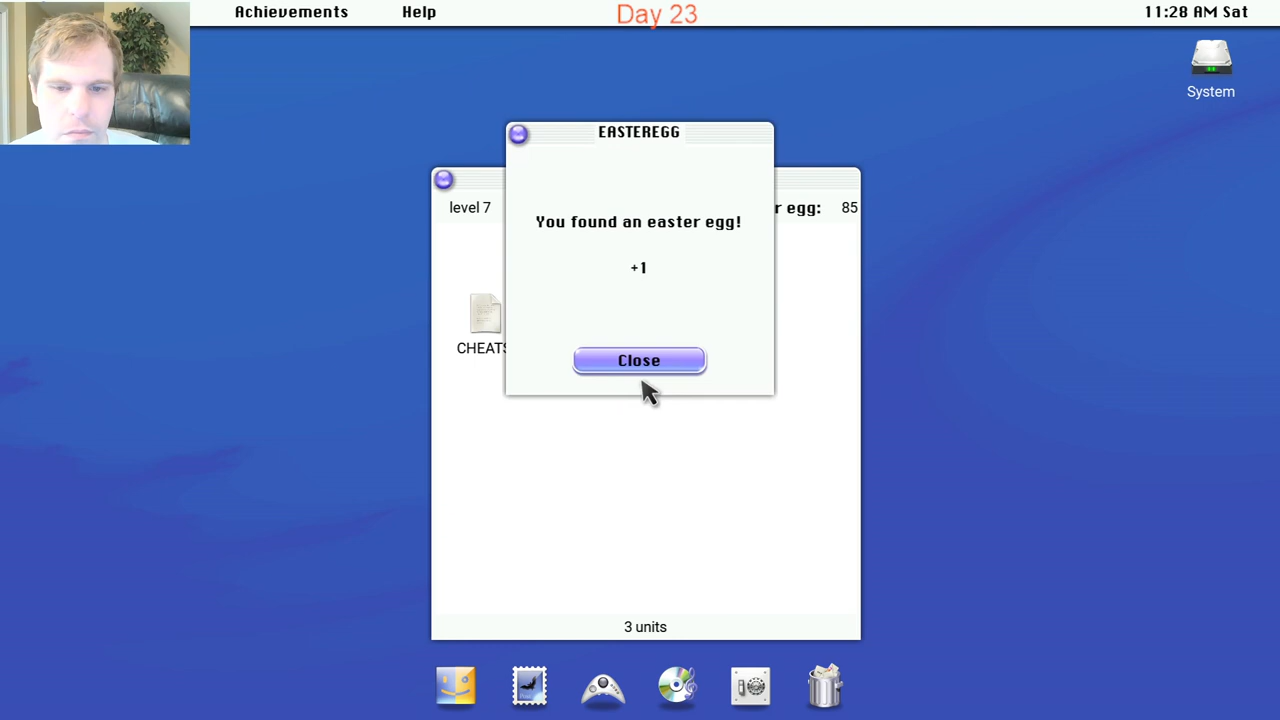 Achievements Help Day 23 11:28 AM Sat
System
EASTEREGG
level 7 r egg: 85
You found an easter egg!
+1
CHEATS
Close
3 units